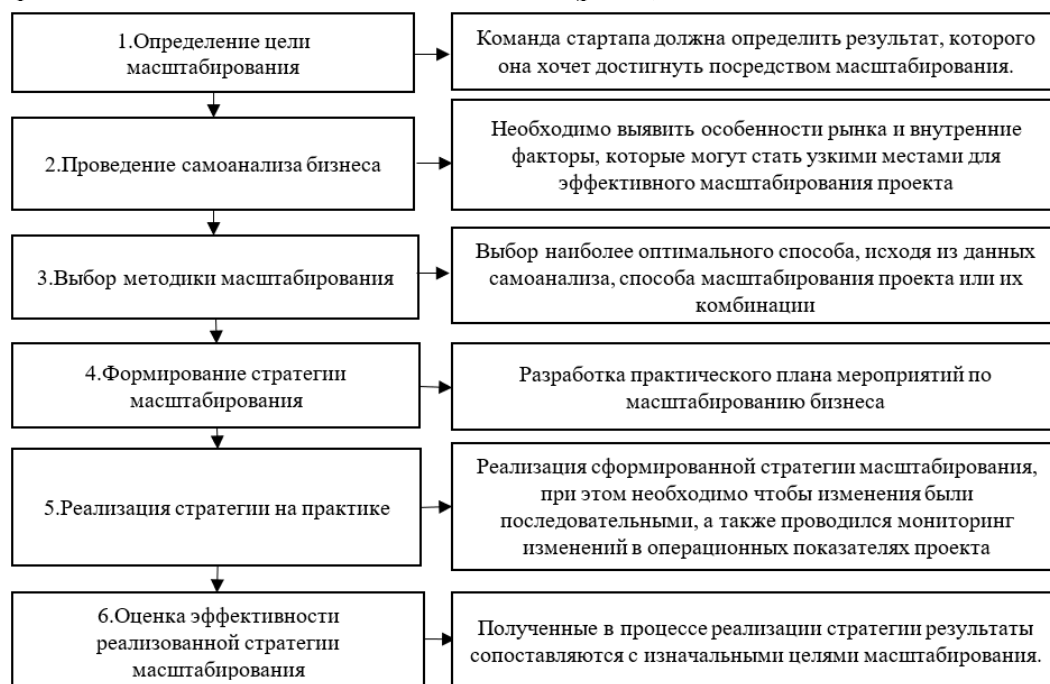 1.Определение цели
масштабирования
Команда стартапа должна определить результат, которого
она хочет достигнуть посредством масштабирования.
2.Проведение самоанализа бизнеса
Необходимо выявить особенности рынка и внутренние
факторы, которые могут стать узкими местами для
эффективного масштабирования проекта
3.Выбор методики масштабирования
Выбор наиболее оптимального способа, исходя из данных
самоанализа, способа масштабирования проекта или их
комбинации
4.Формирование стратегии
масштабирования
Разработка практического плана мероприятий по
масштабированию бизнеса
5.Реализация стратегии на практике
Реализация сформированной стратегии масштабирования,
при этом необходимо чтобы изменения были
последовательными, а также проводился мониторинг
изменений в операционных показателях проекта
6.Оценка эффективности
реализованной стратегии
масштабирования
Полученные в процессе реализации стратегии результаты
сопоставляются с изначальными целями масштабирования.